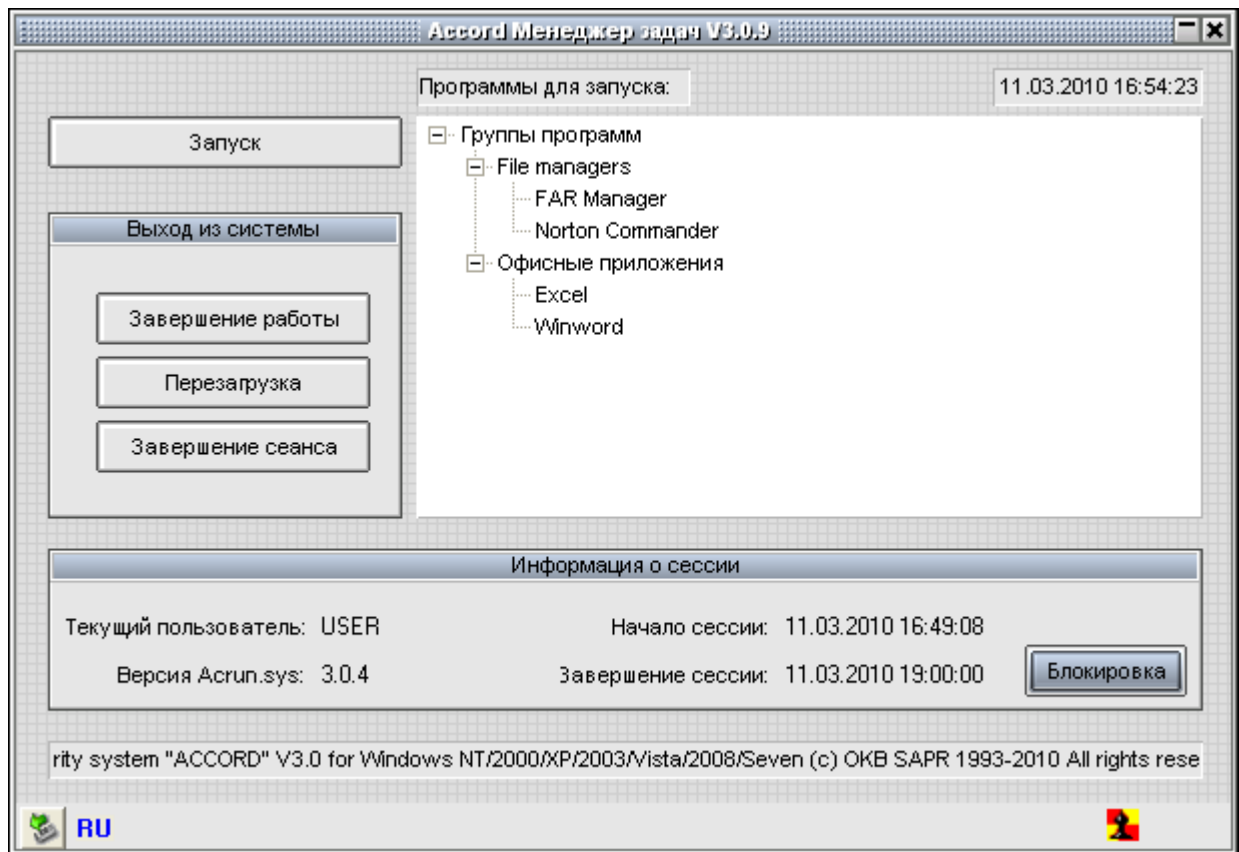 Accord Менеджер задач V3.0.9
Программы для запуска:
11.03.2010 16:54:23
Запуск
Группы программ
File managers
FAR Manager
Norton Commander
Офисные приложения
Excel
Winword
Выход из системы
Завершение работы
Перезагрузка
Завершение сеанса
Информация о сессии
Текущий пользователь: USER
Начало сессии: 11.03.2010 16:49:08
Версия Acrun.sys: 3.0.4
Завершение сессии: 11.03.2010 19:00:00
Блокировка
rity system "ACCORD" V3.0 for Windows NT/2000/XP/2003/Vista/2008/Seven (c) OKB SAPR 1993-2010 All rights rese
RU